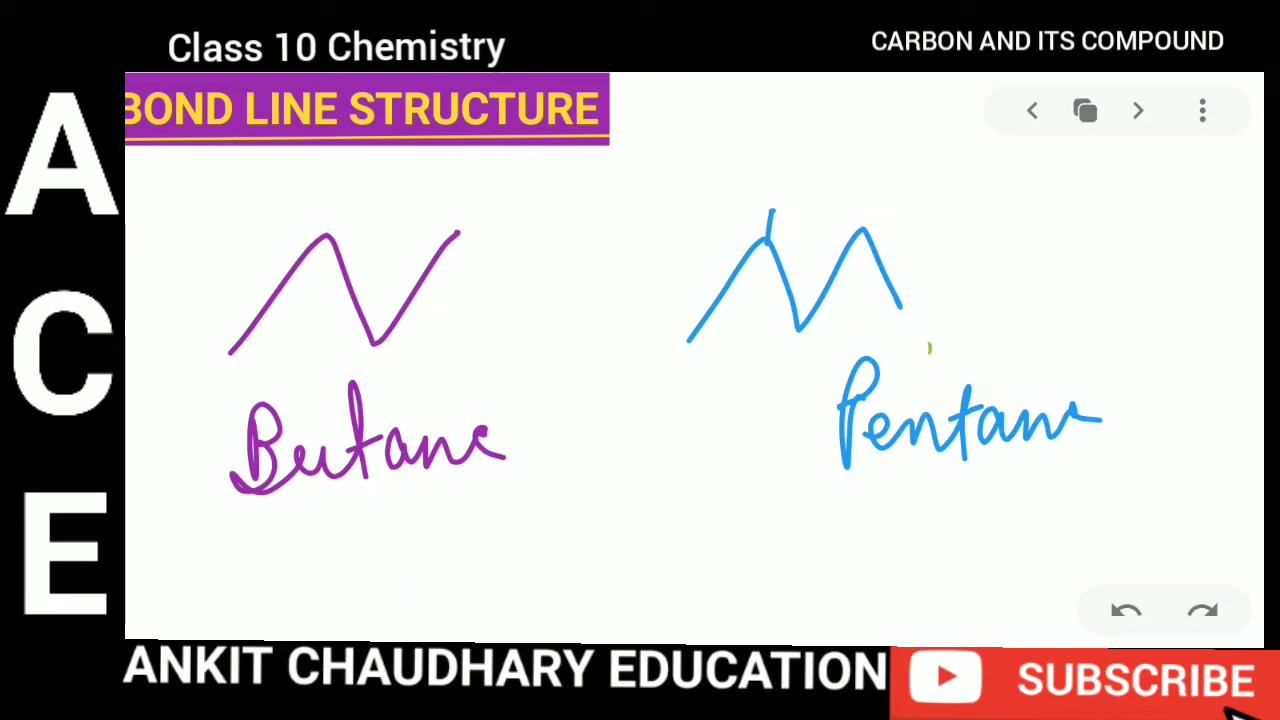 Class 10 Chemistry
CARBON AND ITS COMPOUND
BOND LINE STRUCTURE
A
C
E
Butane
Pentane
ANKIT CHAUDHARY EDUCATION
SUBSCRIBE